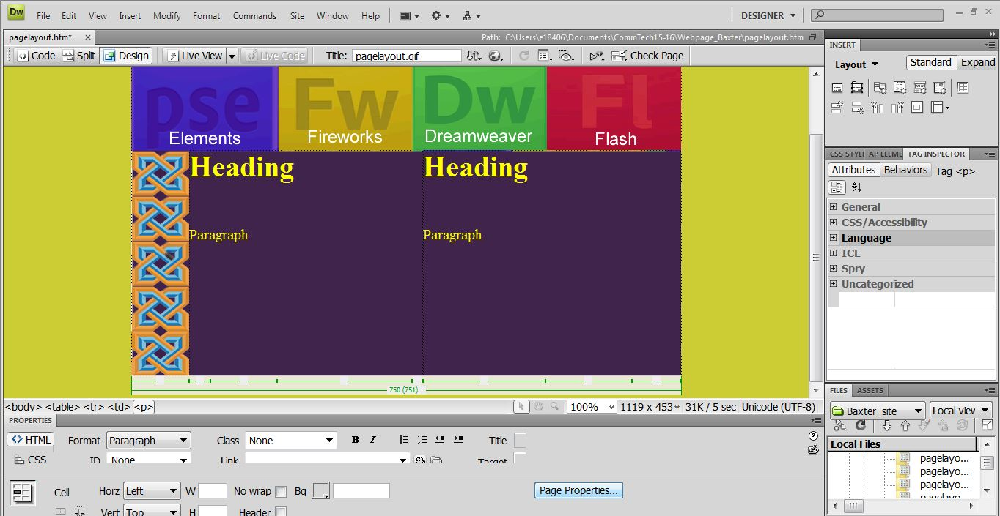 Dw File Edit View Insert Modify Format Commands Site Window Help DESIGNER
pagelayout.htm* Path: C:\Users\e18406\Documents\CommTech15-16\Webpage_Baxter\pagelayout.htm
Code Split Design Live View Live Code Title: pagelayout.gif Check Page
pse Fw Dw Fl
Elements Fireworks Dreamweaver Flash
Heading Heading
Paragraph Paragraph
750 (751)
<body> <table> <tr> <td> <p> 100% 1119 x 453 31K / 5 sec Unicode (UTF-8)
PROPERTIES
HTML Format Paragraph Class None B I Title
CSS ID None Link Target
Cell Horz Left W No wrap Bg Page Properties...
Vert Top H Header
INSERT
Layout Standard Expand
CSS STYL AP ELEME TAG INSPECTOR
Attributes Behaviors Tag <p>
General
CSS/Accessibility
Language
ICE
Spry
Uncategorized
FILES ASSETS
Baxter_site Local view
Local Files
pagelayo...
pagelayo...
pagelayo...
pagelayo...